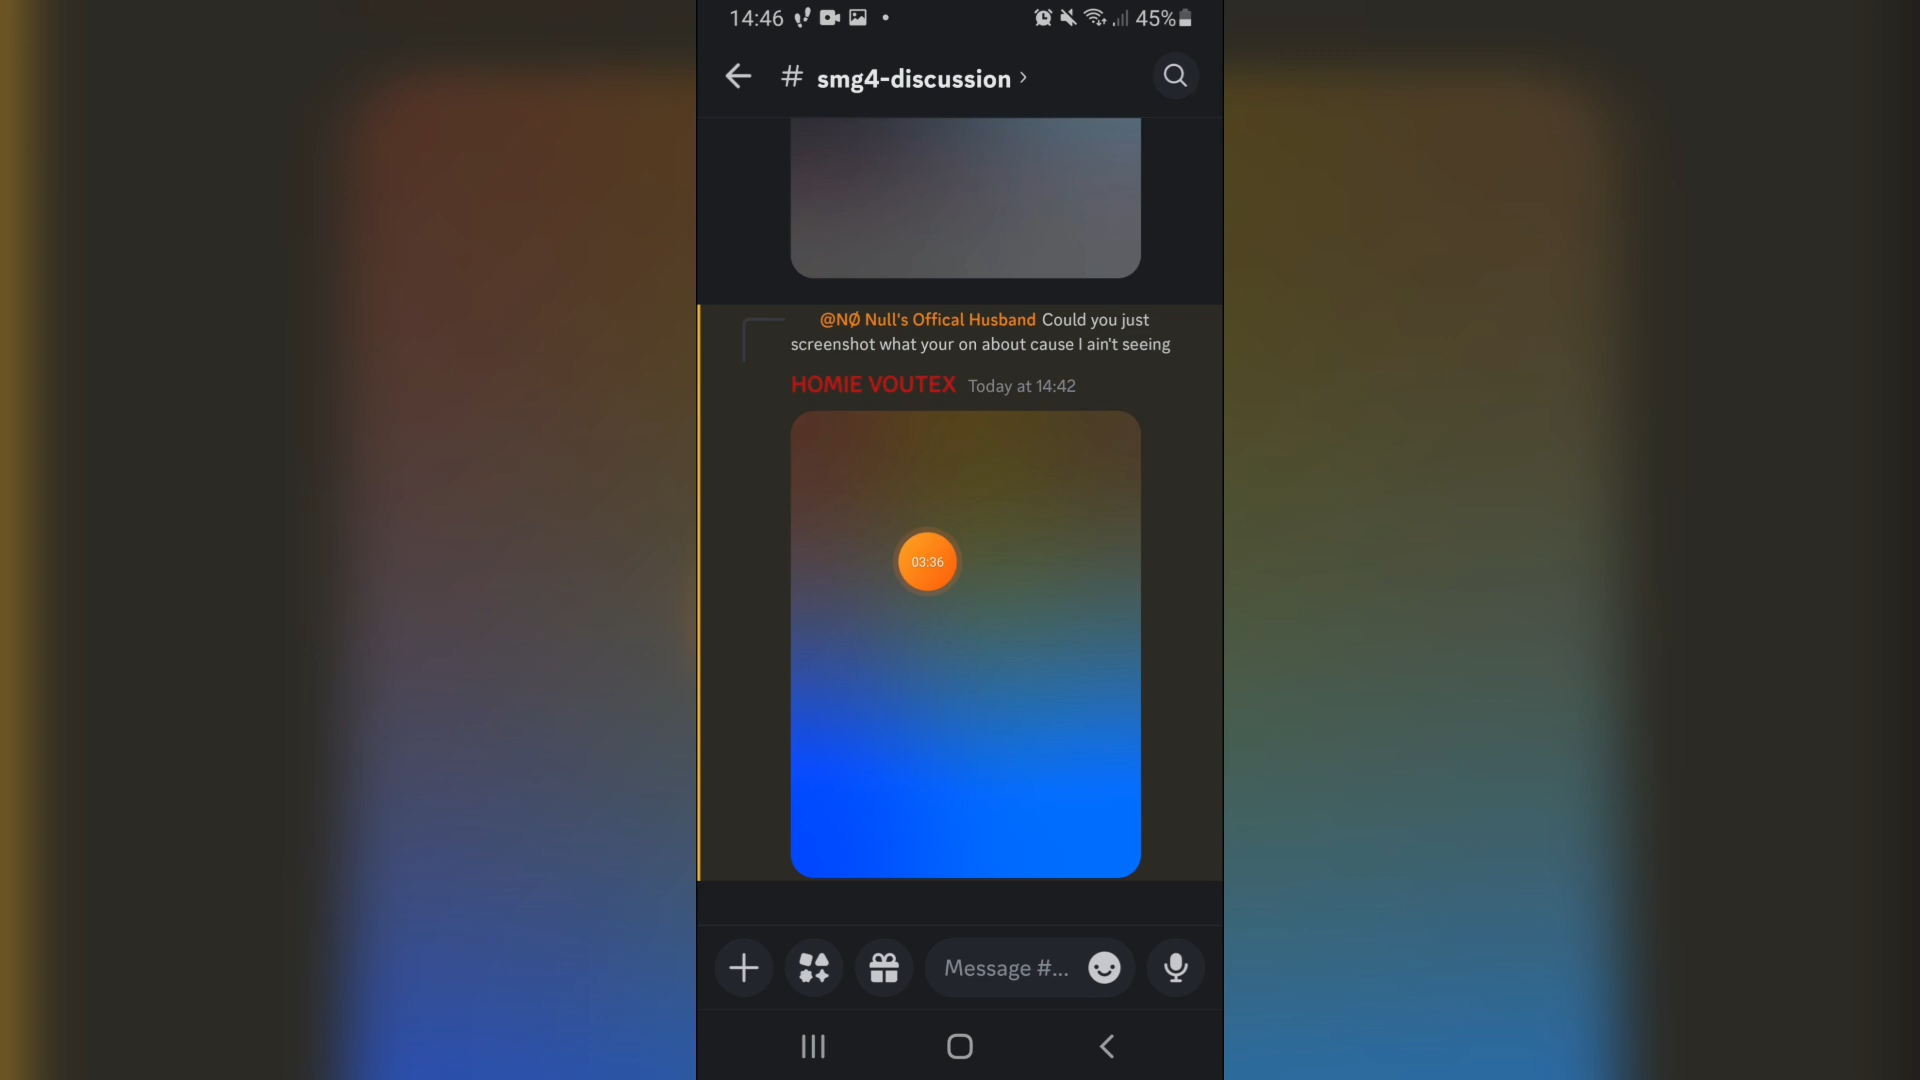 14:46 45%
# smg4-discussion
@NØ Null's Offical Husband Could you just
screenshot what your on about cause I ain't seeing
HOMIE VOUTEX Today at 14:42
03:36
Message #...